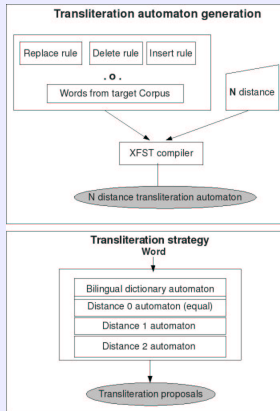 Transliteration automaton generation
Replace rule Delete rule Insert rule
. o .
Words from target Corpus
N distance
XFST compiler
N distance transliteration automaton
Transliteration strategy
Word
Bilingual dictionary automaton
Distance 0 automaton (equal)
Distance 1 automaton
Distance 2 automaton
Transliteration proposals